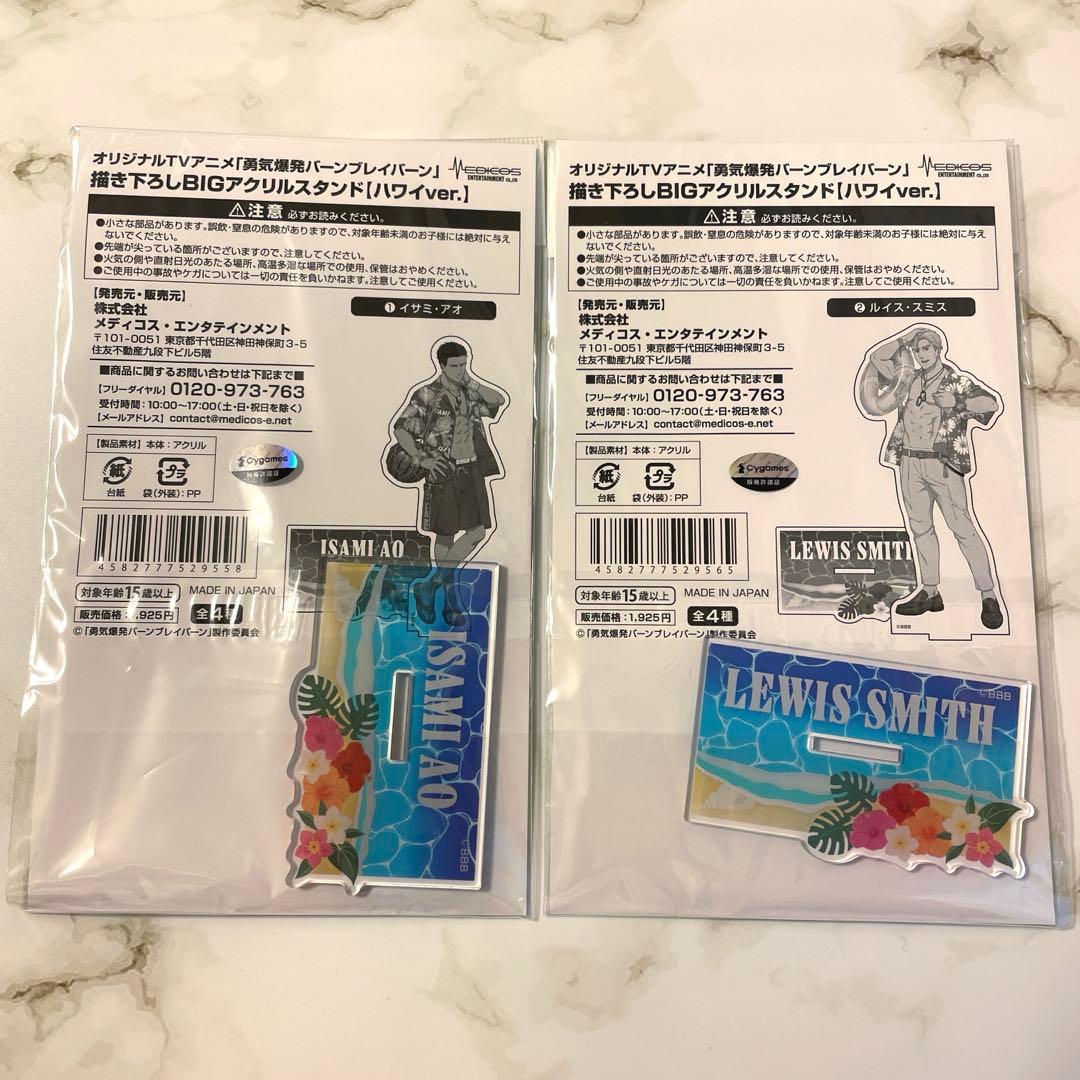 オリジナルTVアニメ「勇気爆発バーンブレイバーン」
MEDICOS
ENTERTAINMENT CO.,LTD
描き下ろしBIGアクリルスタンド【ハワイver.】
⚠注意 必ずお読みください。
●小さな部品があります。誤飲・窒息の危険がありますので、対象年齢未満のお子様には絶対に与え
ないでください。
●先端が尖っている箇所がございますので、注意してください。
●火気の側や直射日光のあたる場所、高温多湿な場所での使用、保管はおやめください。
●ご使用中の事故やケガについては一切の責任を負いかねます。注意してご使用ください。
【発売元・販売元】
株式会社
メディコス・エンタテインメント
〒101-0051 東京都千代田区神田神保町3-5
住友不動産九段下ビル5階
❶イサミ・アオ
■商品に関するお問い合わせは下記まで■
【フリーダイヤル】0120-973-763
受付時間：10:00〜17:00(土・日・祝日を除く)
【メールアドレス】contact@medicos-e.net
【製品素材】本体：アクリル
紙
プラ
台紙 袋(外装)：PP
Cygames
版権許諾証
4582777529558
対象年齢15歳以上
MADE IN JAPAN
販売価格：1,925円
全4種
©「勇気爆発バーンブレイバーン」製作委員会
ISAMI AO
ISAMI AO
©BBB
オリジナルTVアニメ「勇気爆発バーンブレイバーン」
MEDICOS
ENTERTAINMENT CO.,LTD
描き下ろしBIGアクリルスタンド【ハワイver.】
⚠注意 必ずお読みください。
●小さな部品があります。誤飲・窒息の危険がありますので、対象年齢未満のお子様には絶対に与え
ないでください。
●先端が尖っている箇所がございますので、注意してください。
●火気の側や直射日光のあたる場所、高温多湿な場所での使用、保管はおやめください。
●ご使用中の事故やケガについては一切の責任を負いかねます。注意してご使用ください。
【発売元・販売元】
株式会社
メディコス・エンタテインメント
〒101-0051 東京都千代田区神田神保町3-5
住友不動産九段下ビル5階
❷ルイス・スミス
■商品に関するお問い合わせは下記まで■
【フリーダイヤル】0120-973-763
受付時間：10:00〜17:00(土・日・祝日を除く)
【メールアドレス】contact@medicos-e.net
【製品素材】本体：アクリル
紙
プラ
台紙 袋(外装)：PP
Cygames
版権許諾証
4582777529565
対象年齢15歳以上
MADE IN JAPAN
販売価格：1,925円
全4種
©「勇気爆発バーンブレイバーン」製作委員会
LEWIS SMITH
©BBB
LEWIS SMITH
©BBB